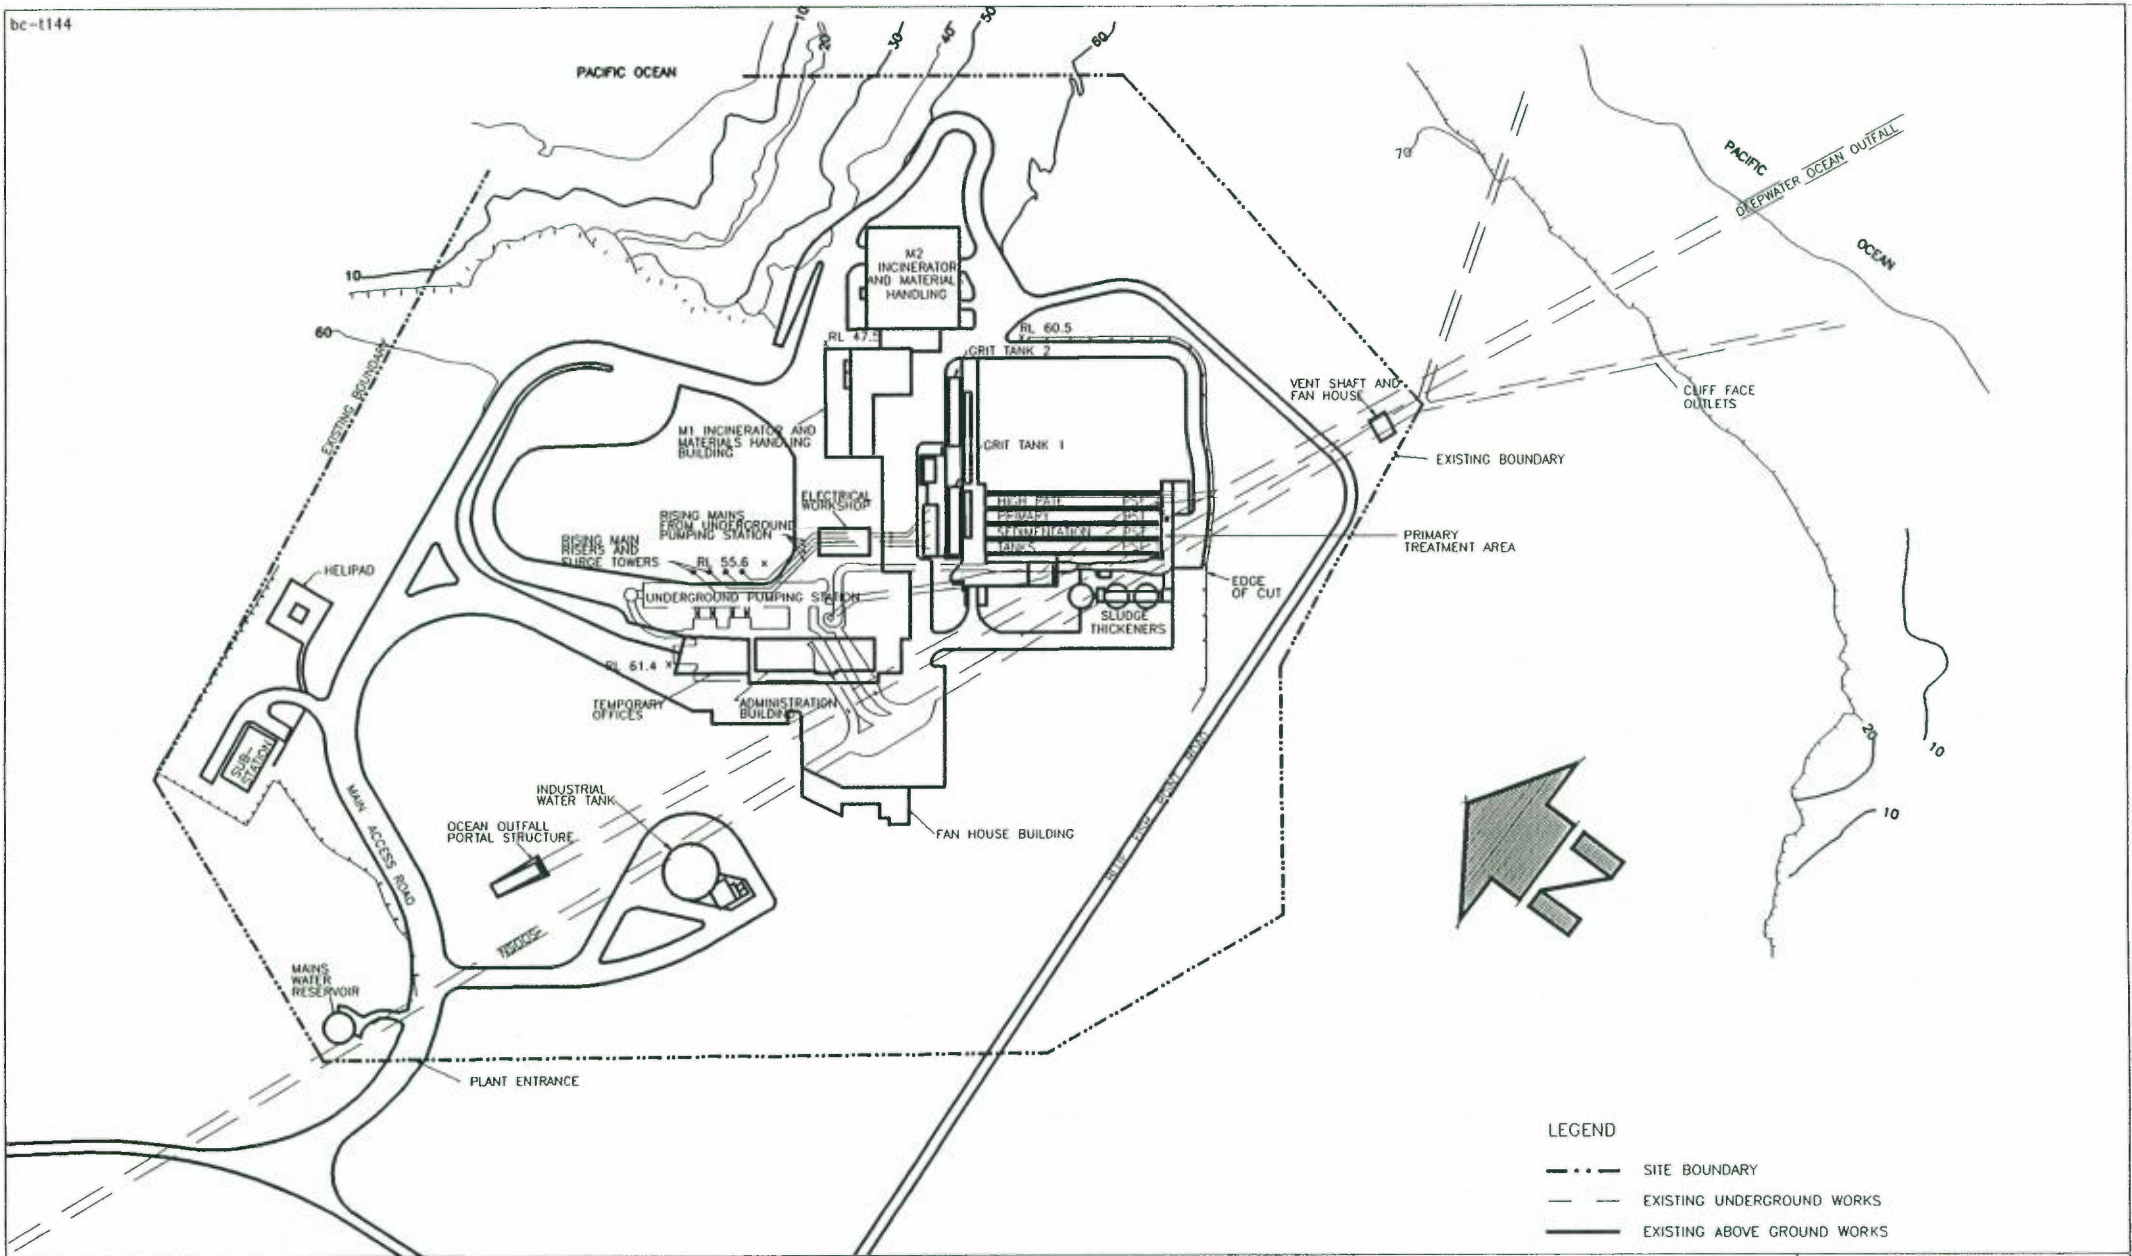 bc-t144
10
20
30
40
50
60
PACIFIC OCEAN
70
PACIFIC
OCEAN
DEEPWATER OCEAN OUTFALL
M2
INCINERATOR
AND MATERIAL
HANDLING
10
60
EXISTING BOUNDARY
RL 47.5
RL 60.5
GRIT TANK 2
VENT SHAFT AND
FAN HOUSE
CLIFF FACE
OUTLETS
M1 INCINERATOR AND
MATERIALS HANDLING
BUILDING
GRIT TANK 1
EXISTING BOUNDARY
ELECTRICAL
WORKSHOP
HIGH RATE
PRIMARY
SEDIMENTATION
TANKS
RISING MAINS
FROM UNDERGROUND
PUMPING STATION
RISING MAIN
RISERS AND
SURGE TOWERS
RL 55.6 x
PRIMARY
TREATMENT AREA
HELIPAD
UNDERGROUND PUMPING STATION
EDGE
OF CUT
SLUDGE
THICKENERS
RL 61.4 x
TEMPORARY
OFFICES
ADMINISTRATION
BUILDING
SUB-
STATION
MAIN ACCESS ROAD
INDUSTRIAL
WATER TANK
OCEAN OUTFALL
PORTAL STRUCTURE
FAN HOUSE BUILDING
BLUE FISH POINT ROAD
20
10
10
N
NSOOS
MAINS
WATER
RESERVOIR
PLANT ENTRANCE
LEGEND
SITE BOUNDARY
EXISTING UNDERGROUND WORKS
EXISTING ABOVE GROUND WORKS